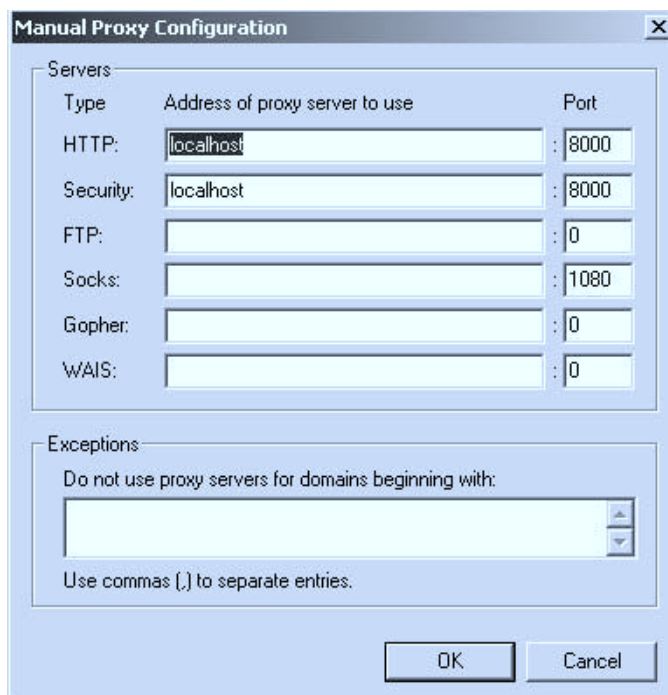 Manual Proxy Configuration
Servers
Type Address of proxy server to use Port
HTTP: localhost : 8000
Security: localhost : 8000
FTP: : 0
Socks: : 1080
Gopher: : 0
WAIS: : 0
Exceptions
Do not use proxy servers for domains beginning with:
Use commas (,) to separate entries.
OK Cancel